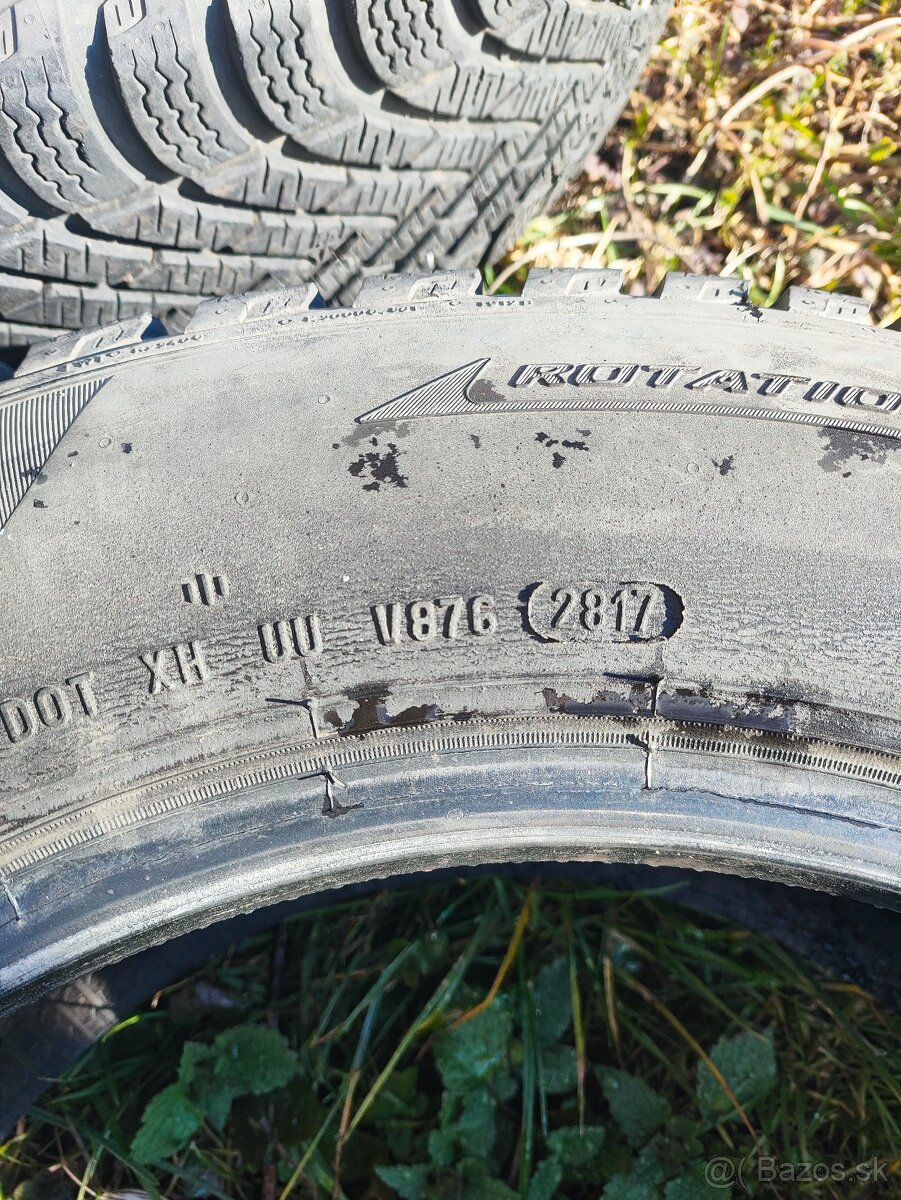 ROTATIO
DOT XH UU V876 (2817)
@( Bazos.sk